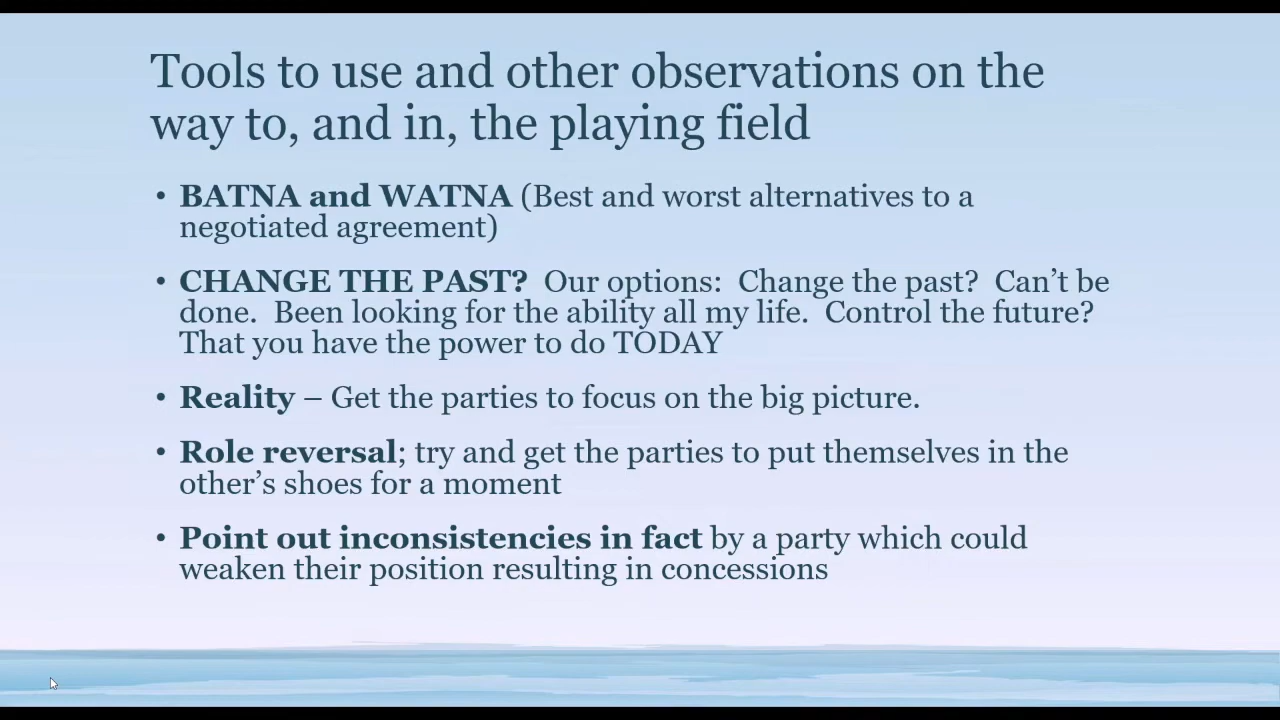 Tools to use and other observations on the
way to, and in, the playing field
• BATNA and WATNA (Best and worst alternatives to a
negotiated agreement)
• CHANGE THE PAST?  Our options:  Change the past?  Can’t be
done.  Been looking for the ability all my life.  Control the future?
That you have the power to do TODAY
• Reality – Get the parties to focus on the big picture.
• Role reversal; try and get the parties to put themselves in the
other’s shoes for a moment
• Point out inconsistencies in fact by a party which could
weaken their position resulting in concessions